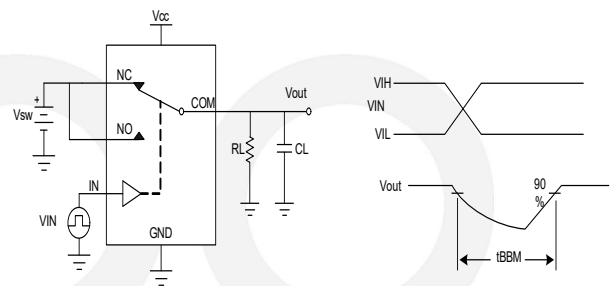 Vcc
NC
COM
Vout
+
Vsw
NO
RL
CL
IN
VIN
GND
VIH
VIN
VIL
Vout
90
%
tBBM